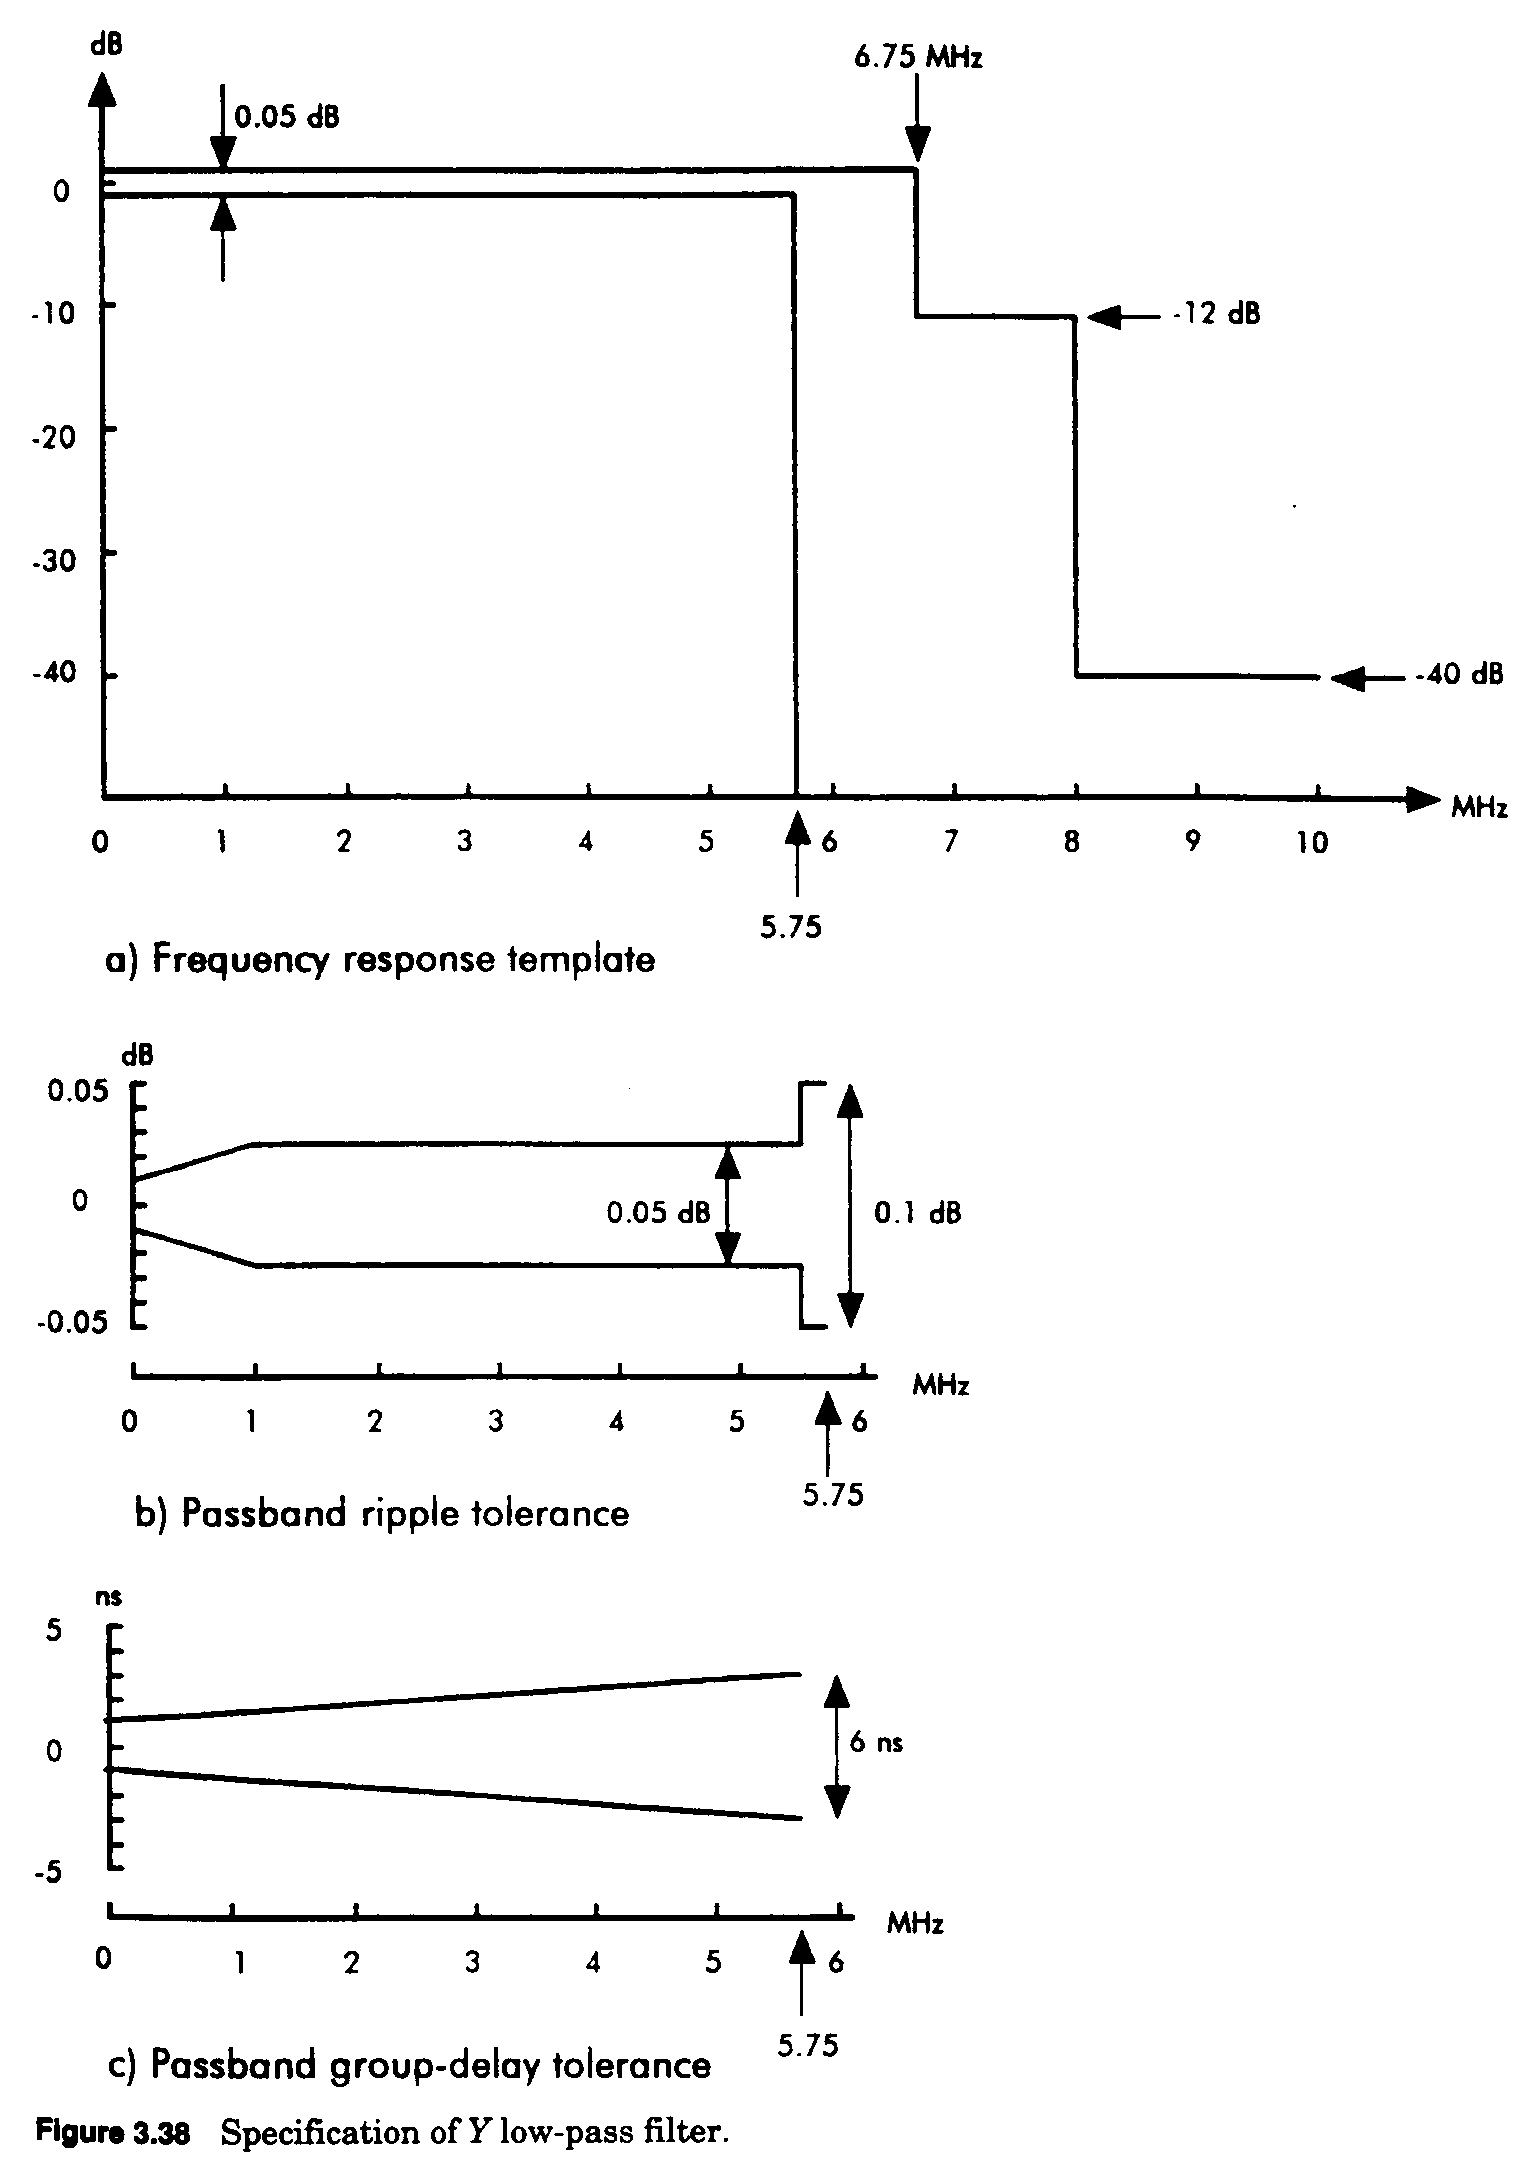 dB
6.75 MHz
0.05 dB
0
-10
-12 dB
-20
-30
-40
-40 dB
MHz
0 1 2 3 4 5 6 7 8 9 10
5.75
a) Frequency response template
dB
0.05
0
0.05 dB
0.1 dB
-0.05
MHz
0 1 2 3 4 5 6
5.75
b) Passband ripple tolerance
ns
5
0
6 ns
-5
MHz
0 1 2 3 4 5 6
5.75
c) Passband group-delay tolerance
Figure 3.38 Specification of Y low-pass filter.